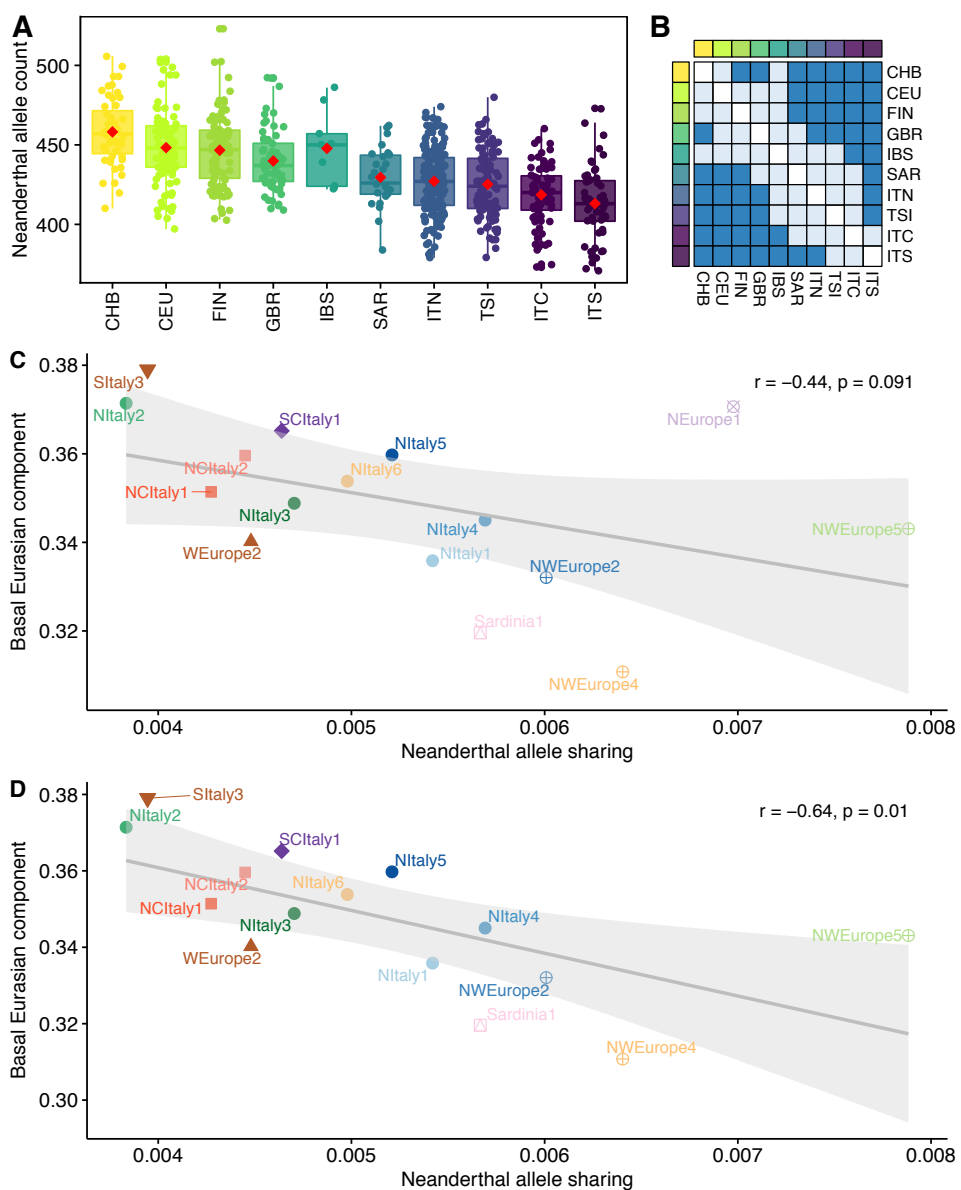 A
Neanderthal allele count
500
450
400
CHB
CEU
FIN
GBR
IBS
SAR
ITN
TSI
ITC
ITS
B
CHB
CEU
FIN
GBR
IBS
SAR
ITN
TSI
ITC
ITS
CHB
CEU
FIN
GBR
IBS
SAR
ITN
TSI
ITC
ITS
C
Basal Eurasian component
0.38
0.36
0.34
0.32
r = −0.44, p = 0.091
SItaly3
NItaly2
SCItaly1
NEurope1
NItaly5
NCItaly2
NItaly6
NCItaly1
NItaly3
NItaly4
NWEurope5
WEurope2
NItaly1
NWEurope2
Sardinia1
NWEurope4
0.004
0.005
0.006
0.007
0.008
Neanderthal allele sharing
D
Basal Eurasian component
0.38
0.36
0.34
0.32
0.30
r = −0.64, p = 0.01
SItaly3
NItaly2
SCItaly1
NItaly5
NCItaly2
NItaly6
NCItaly1
NItaly3
NItaly4
NWEurope5
WEurope2
NItaly1
NWEurope2
Sardinia1
NWEurope4
0.004
0.005
0.006
0.007
0.008
Neanderthal allele sharing